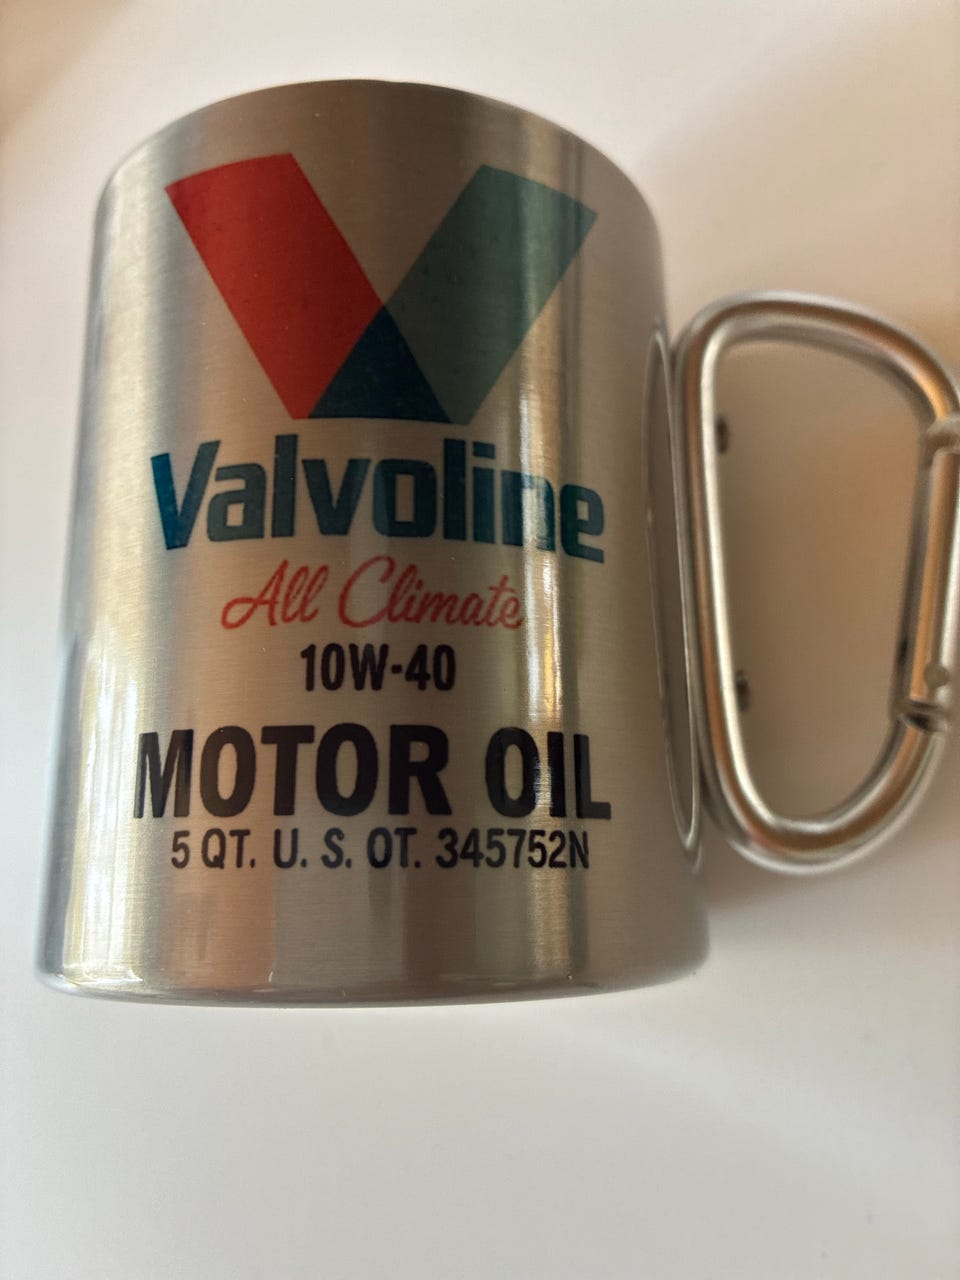 Valvoline
All Climate
10W-40
MOTOR OIL
5 QT. U. S. OT. 345752N